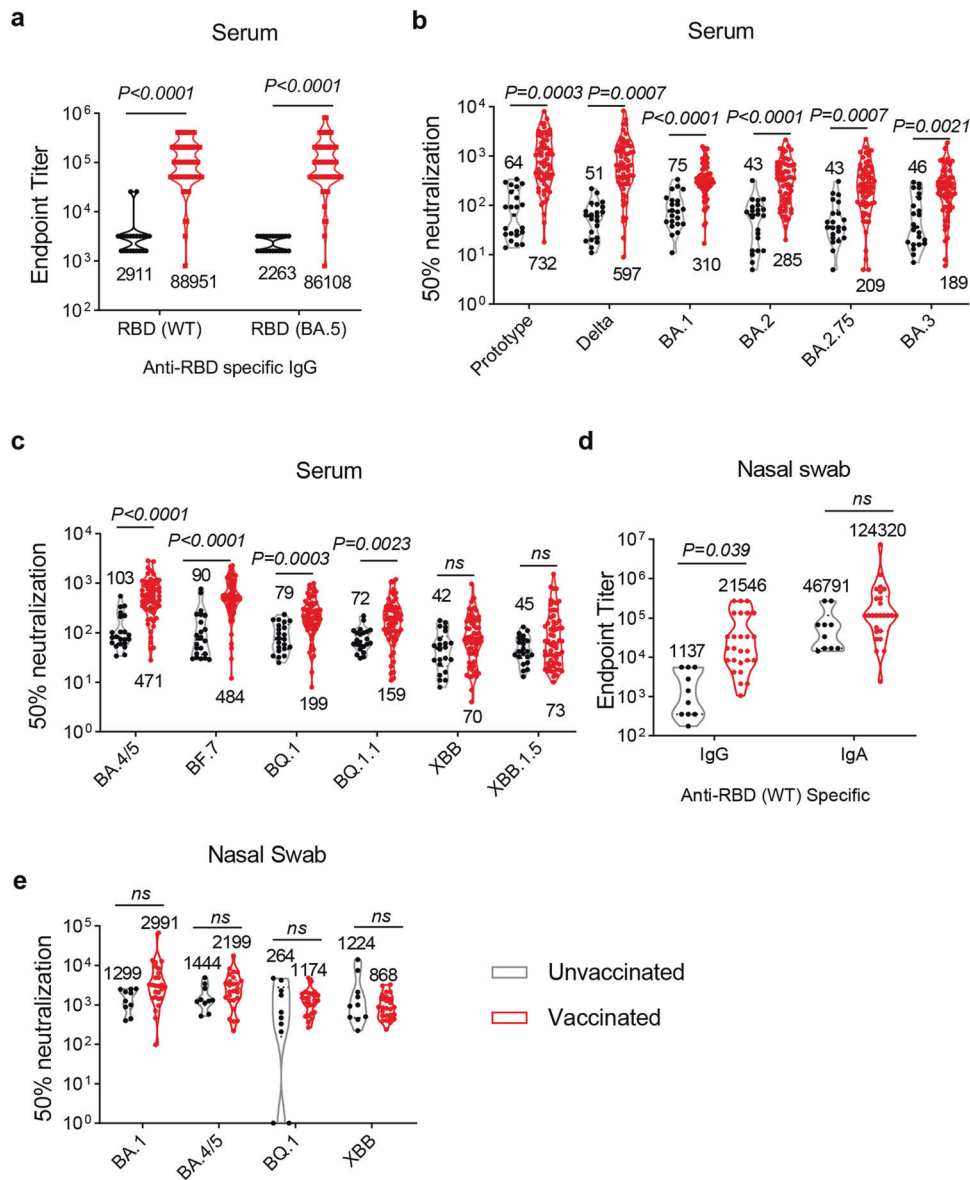 a
Serum
P<0.0001 P<0.0001
Endpoint Titer
10^6
10^5
10^4
10^3
10^2
2911 88951 2263 86108
RBD (WT) RBD (BA.5)
Anti-RBD specific IgG
b
Serum
P=0.0003 P=0.0007 P<0.0001 P<0.0001 P=0.0007 P=0.0021
50% neutralization
10^4
10^3
10^2
10^1
10^0
64 51 75 43 43 46
732 597 310 285 209 189
Prototype Delta BA.1 BA.2 BA.2.75 BA.3
c
Serum
P<0.0001 P<0.0001 P=0.0003 P=0.0023 ns ns
50% neutralization
10^4
10^3
10^2
10^1
10^0
103 90 79 72 42 45
471 484 199 159 70 73
BA.4/5 BF.7 BQ.1 BQ.1.1 XBB XBB.1.5
d
Nasal swab
P=0.039 ns
Endpoint Titer
10^7
10^6
10^5
10^4
10^3
10^2
1137 21546 46791 124320
IgG IgA
Anti-RBD (WT) Specific
e
Nasal Swab
ns ns ns ns
50% neutralization
10^5
10^4
10^3
10^2
10^1
10^0
1299 2991 1444 2199 264 1174 1224 868
BA.1 BA.4/5 BQ.1 XBB
Unvaccinated
Vaccinated